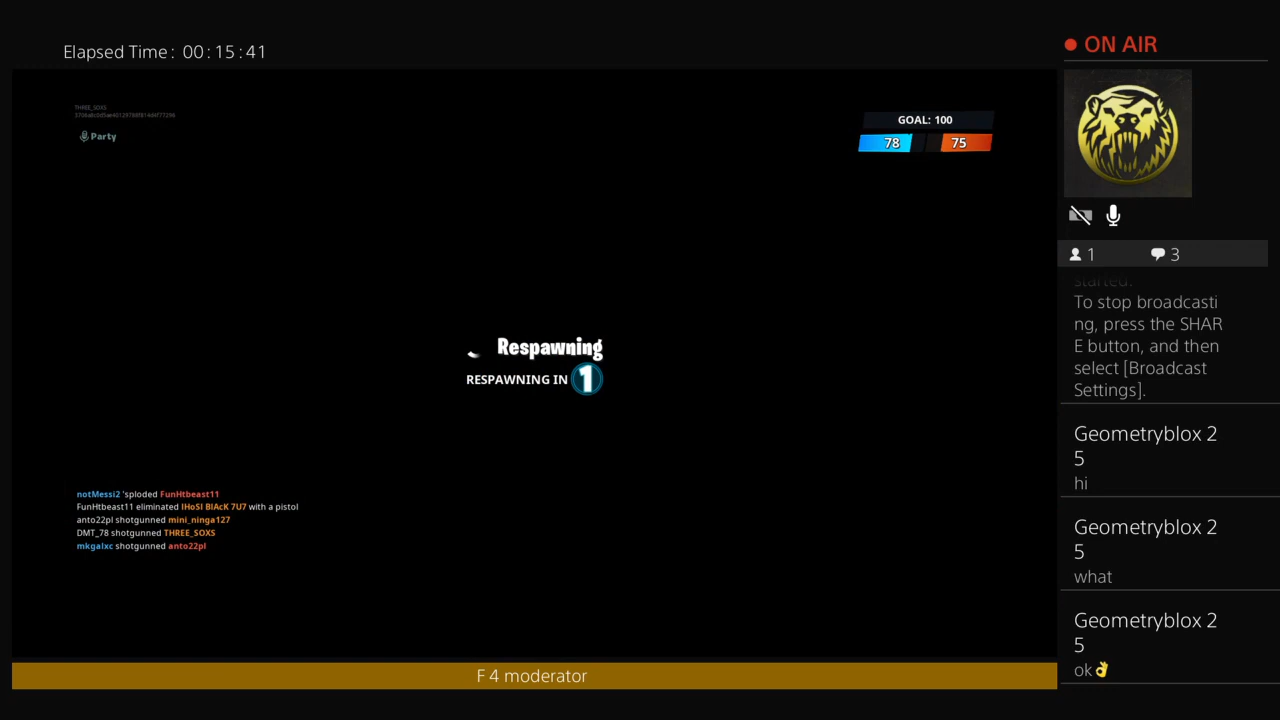 Elapsed Time: 00:15:41
ON AIR
THREE_SOXS
Party
GOAL: 100
78 75
1 3
started.
To stop broadcasti
ng, press the SHAR
E button, and then
select [Broadcast
Settings].
Respawning
RESPAWNING IN 1
Geometryblox 2
5
hi
notMessi2 'sploded FunHtbeast11
FunHtbeast11 eliminated IHoSI BlAcK 7U7 with a pistol
anto22pl shotgunned mini_ninga127
DMT_78 shotgunned THREE_SOXS
mkgalxc shotgunned anto22pl
Geometryblox 2
5
what
Geometryblox 2
5
ok👌
F 4 moderator